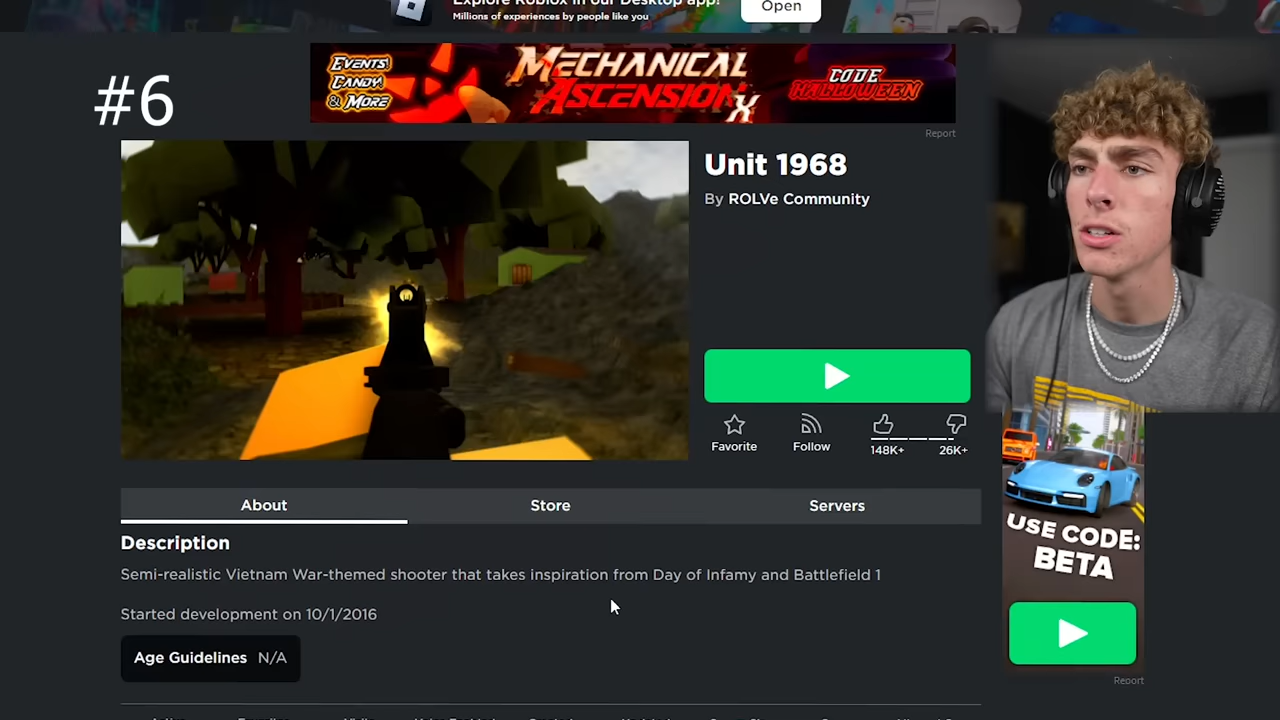 Explore Roblox in our Desktop app!
Millions of experiences by people like you
Open
#6
EVENTS!
CANDY!
& MORE
MECHANICAL
ASCENSION X
CODE
HALLOWEEN
Report
Unit 1968
By ROLVe Community
Favorite
Follow
148K+
26K+
About
Store
Servers
Description
Semi-realistic Vietnam War-themed shooter that takes inspiration from Day of Infamy and Battlefield 1
Started development on 10/1/2016
Age Guidelines N/A
USE CODE:
BETA
Report